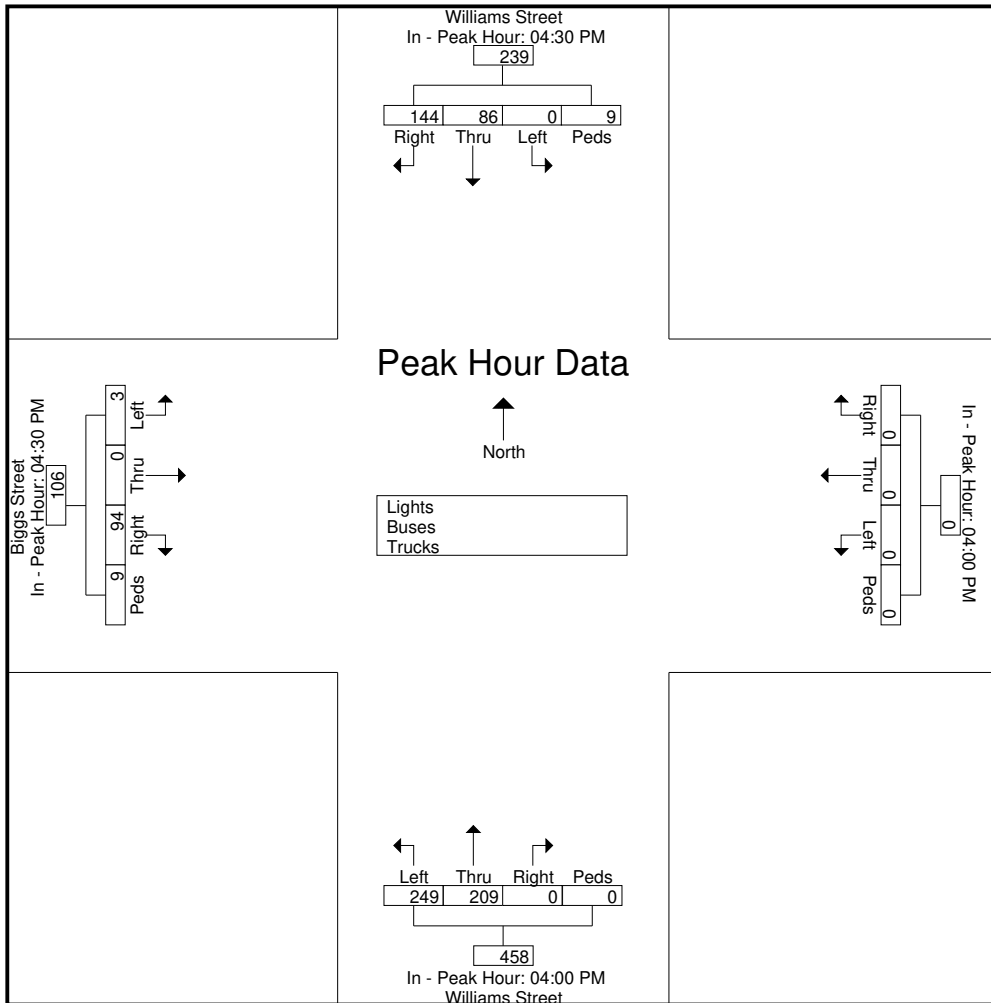 Williams Street
In - Peak Hour: 04:30 PM
239
144 86 0 9
Right Thru Left Peds
Peak Hour Data
North
Lights
Buses
Trucks
Biggs Street
In - Peak Hour: 04:30 PM
106
3 0 94 9
Left Thru Right Peds
In - Peak Hour: 04:00 PM
0
0 0 0 0
Right Thru Left Peds
Left Thru Right Peds
249 209 0 0
458
In - Peak Hour: 04:00 PM
Williams Street